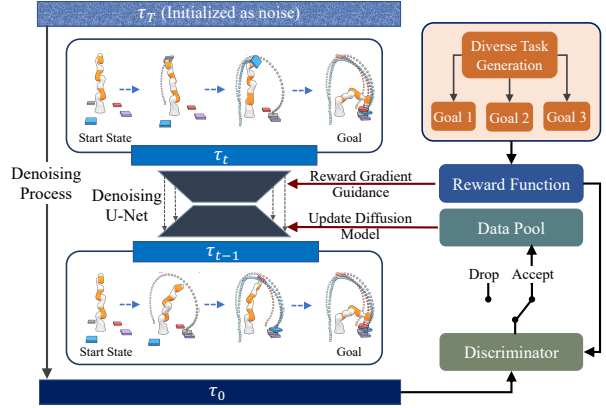 τ_T (Initialized as noise)
Start State
Goal
τ_t
Denoising
Process
Denoising
U-Net
τ_{t−1}
Start State
Goal
τ_0
Diverse Task
Generation
Goal 1
Goal 2
Goal 3
Reward Gradient
Guidance
Reward Function
Update Diffusion
Model
Data Pool
Drop
Accept
Discriminator